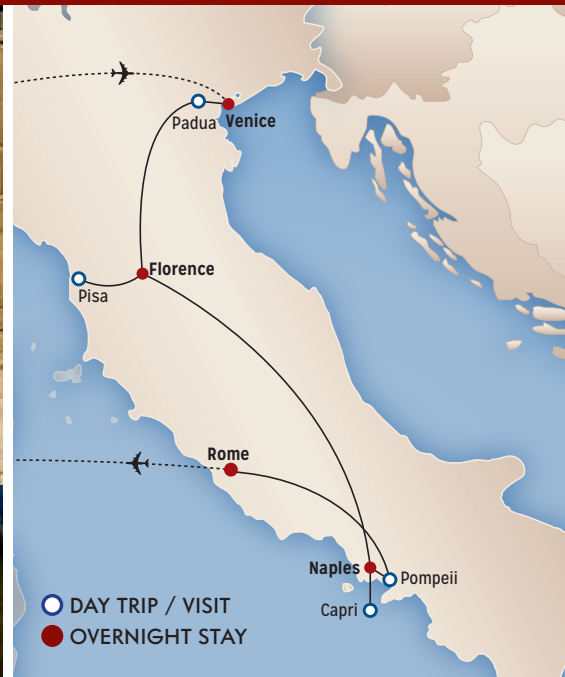 Padua
Venice
Florence
Pisa
Rome
Naples
Pompeii
Capri
DAY TRIP / VISIT
OVERNIGHT STAY